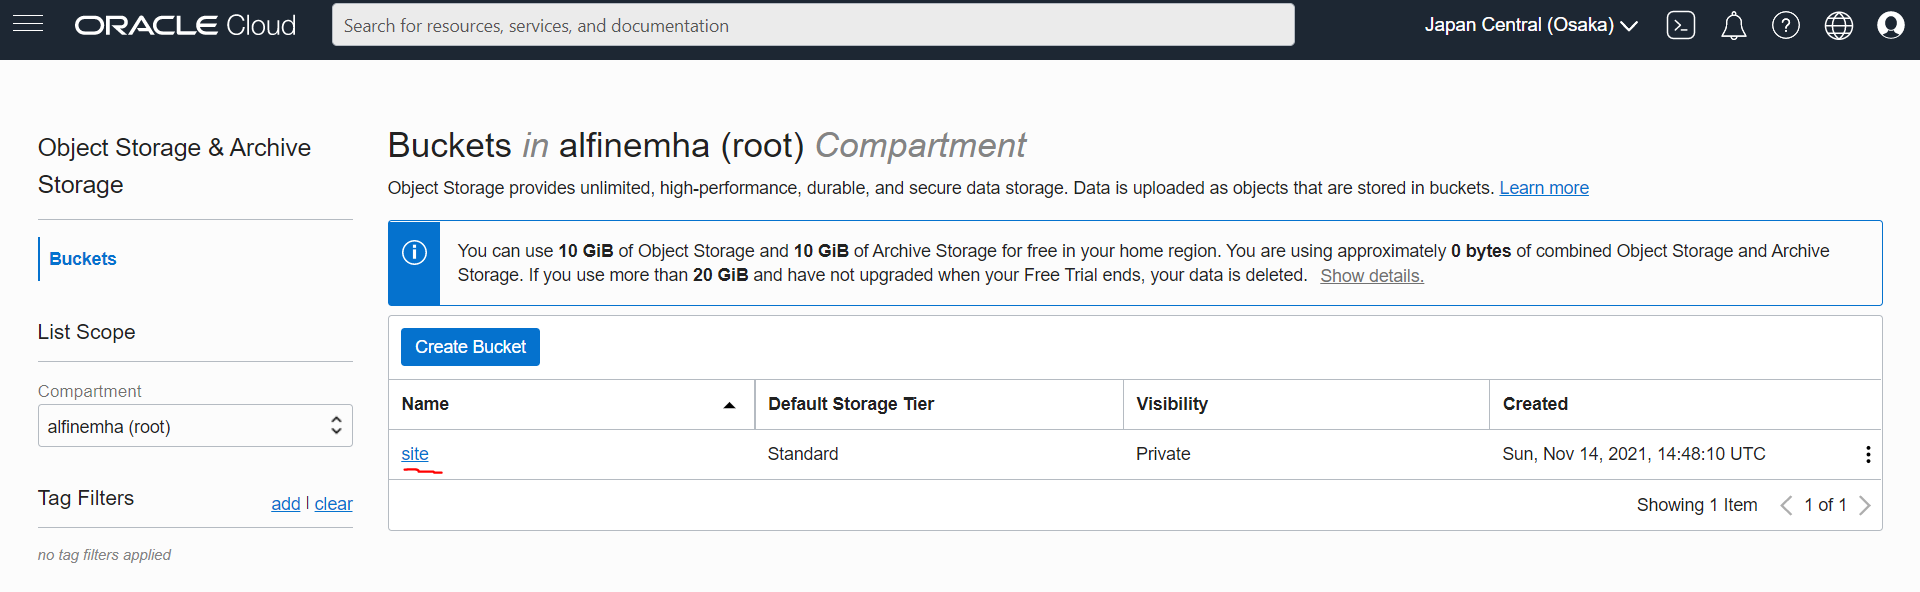 ORACLE Cloud
Search for resources, services, and documentation
Japan Central (Osaka)
Object Storage & Archive
Storage
Buckets
List Scope
Compartment
alfinemha (root)
Tag Filters
add | clear
no tag filters applied
Buckets in alfinemha (root) Compartment
Object Storage provides unlimited, high-performance, durable, and secure data storage. Data is uploaded as objects that are stored in buckets. Learn more
You can use 10 GiB of Object Storage and 10 GiB of Archive Storage for free in your home region. You are using approximately 0 bytes of combined Object Storage and Archive
Storage. If you use more than 20 GiB and have not upgraded when your Free Trial ends, your data is deleted. Show details.
Create Bucket
Name Default Storage Tier Visibility Created
site Standard Private Sun, Nov 14, 2021, 14:48:10 UTC
Showing 1 Item < 1 of 1 >